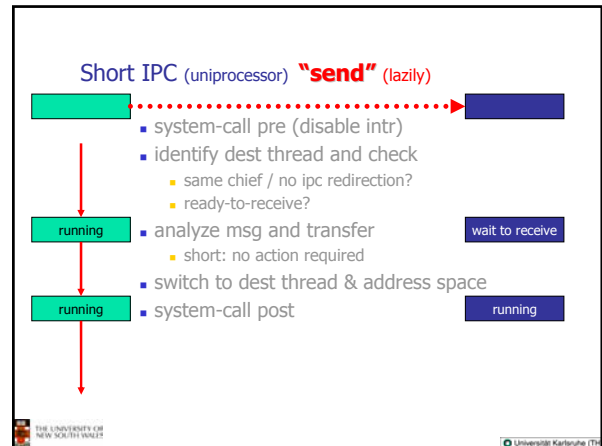 Short IPC (uniprocessor) “send” (lazily)
system-call pre (disable intr)
identify dest thread and check
same chief / no ipc redirection?
ready-to-receive?
running
analyze msg and transfer
wait to receive
short: no action required
switch to dest thread & address space
running
system-call post
running
THE UNIVERSITY OF
NEW SOUTH WALES
Universität Karlsruhe (TH